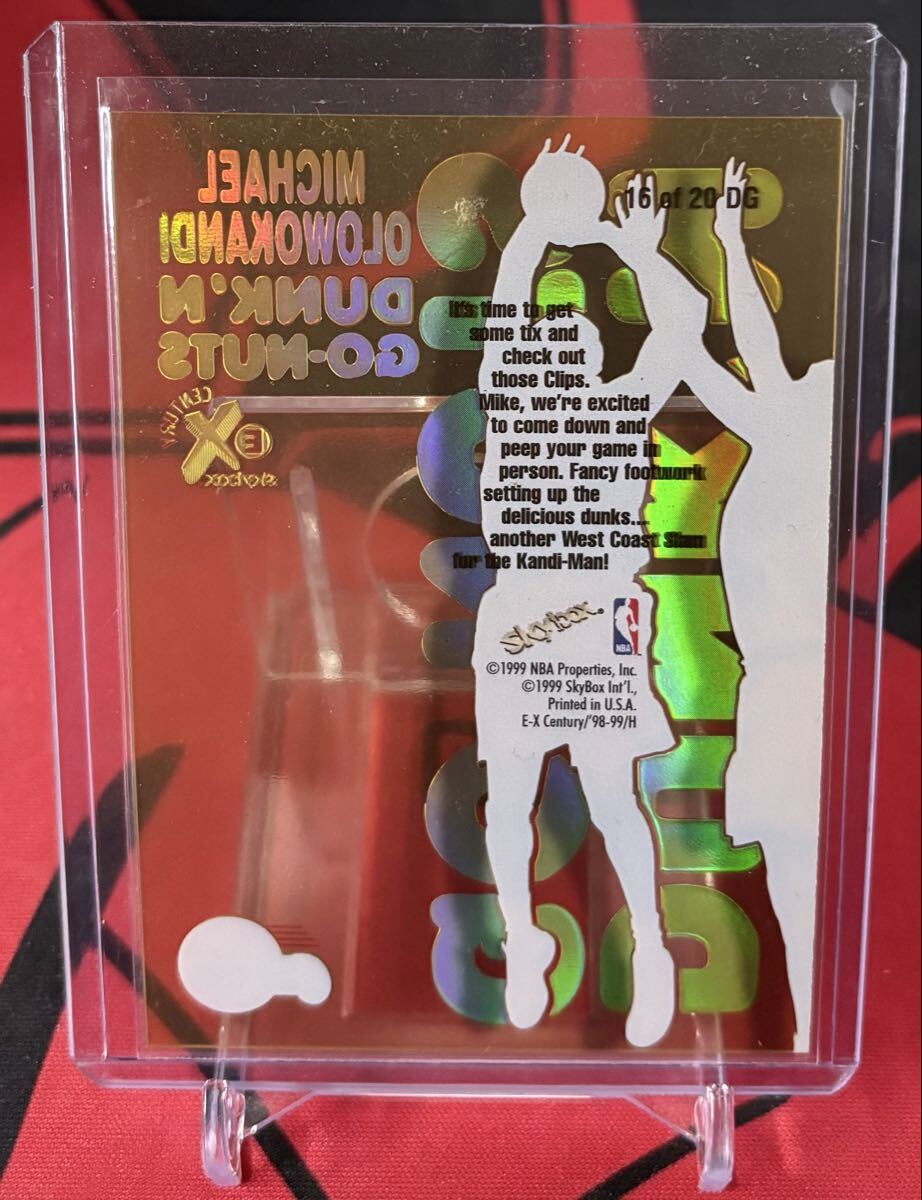 MICHAEL
OLOWOKANDI
DUNK'N
GO-NUTS
E X
CENTURY
skybox
16 of 20 DG
It's time to get
some tix and
check out
those Clips.
Mike, we're excited
to come down and
peep your game in
person. Fancy footwork
setting up the
delicious dunks...
another West Coast Slam
for the Kandi-Man!
SkyBox®
NBA
©1999 NBA Properties, Inc.
©1999 SkyBox Int'l.,
Printed in U.S.A.
E-X Century/'98-99/H
DUNK'N
GO-NUTS